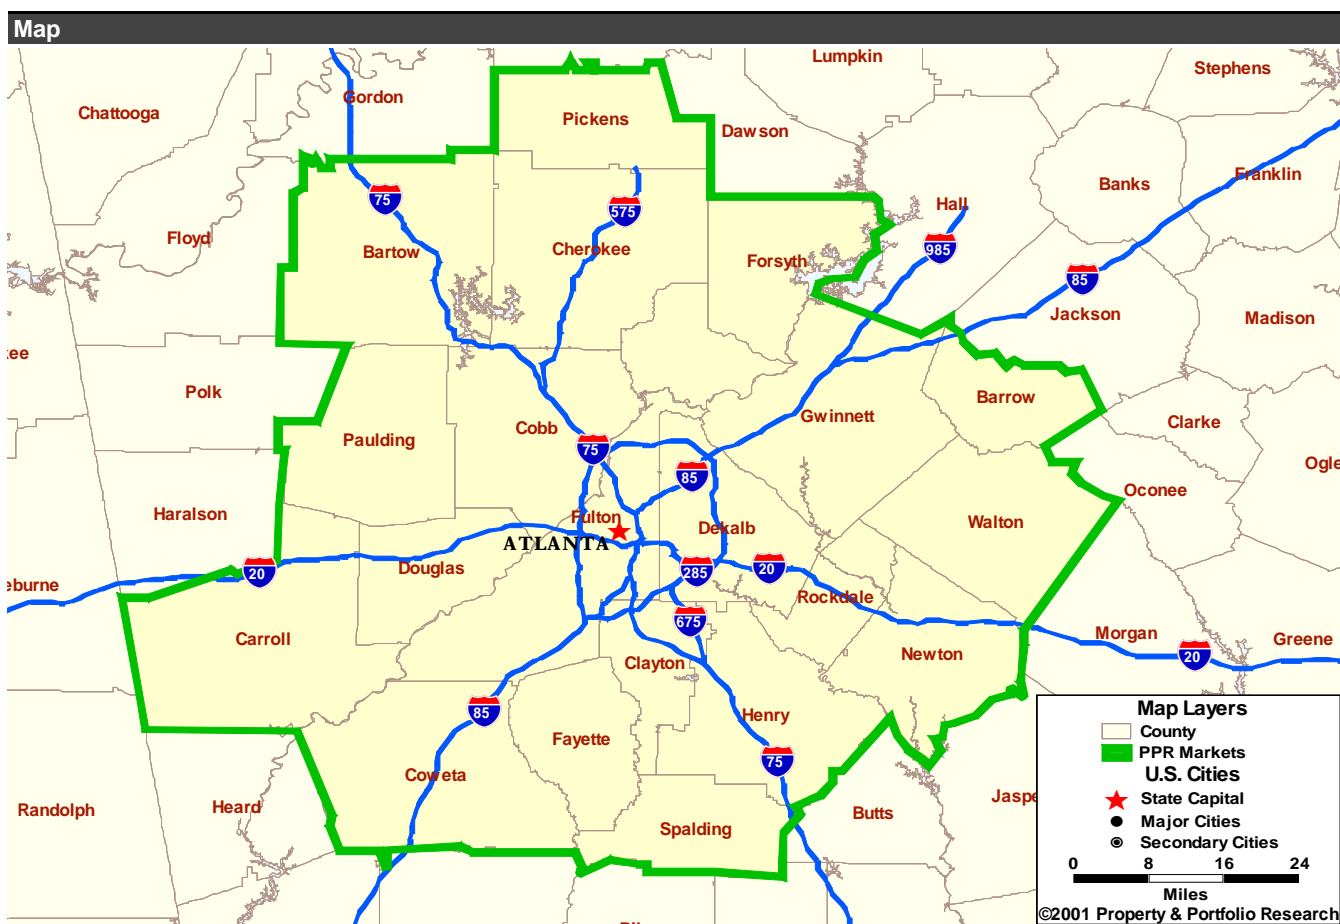 Map
Lumpkin
Stephens
Gordon
Chattooga
Pickens
Dawson
Franklin
Banks
75
575
Hall
Floyd
985
Bartow
Cherokee
Forsyth
85
Jackson
Madison
ee
Polk
Barrow
Gwinnett
Clarke
Cobb
Paulding
75
Ogle
85
Oconee
Haralson
Fulton
Dekalb
Walton
ATLANTA
20
Douglas
285
20
eburne
Rockdale
675
Carroll
Morgan
Greene
Clayton
Newton
20
85
Henry
Fayette
75
Coweta
Randolph
Heard
Jaspe
Butts
Spalding
Map Layers
County
PPR Markets
U.S. Cities
State Capital
Major Cities
Secondary Cities
0 8 16 24
Miles
©2001 Property & Portfolio Research